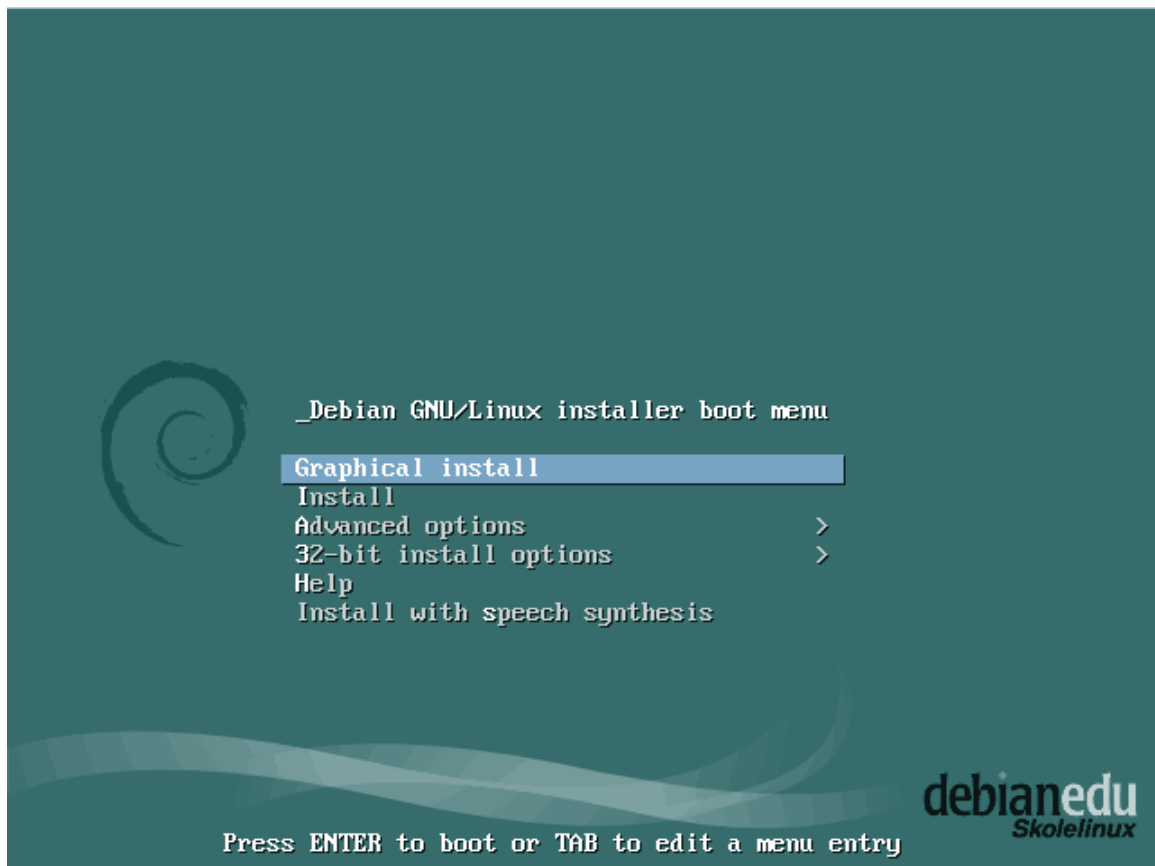 _Debian GNU/Linux installer boot menu
Graphical install
Install
Advanced options >
32-bit install options >
Help
Install with speech synthesis
debianedu
Skolelinux
Press ENTER to boot or TAB to edit a menu entry